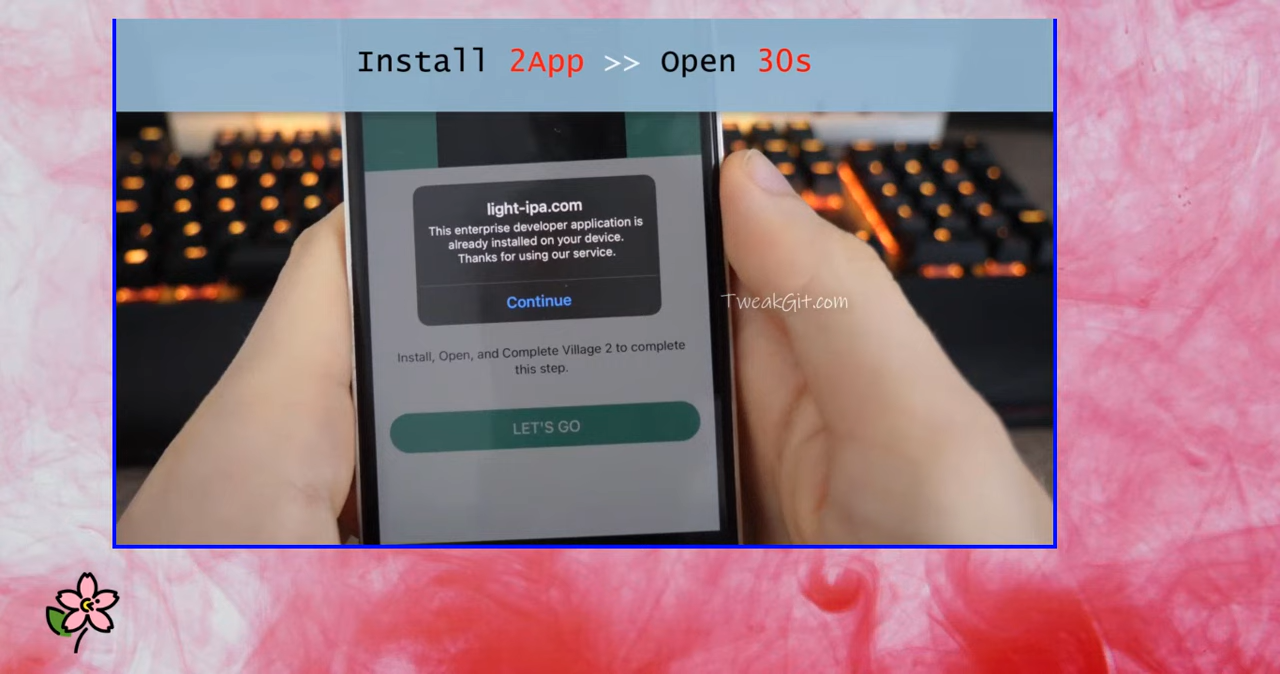 Install 2App >> Open 30s
light-ipa.com
This enterprise developer application is
already installed on your device.
Thanks for using our service.
Continue
TweakGit.com
Install, Open, and Complete Village 2 to complete
this step.
LET'S GO